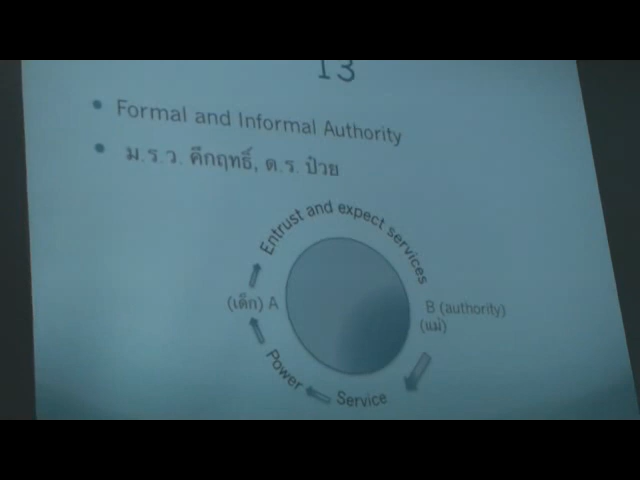 13
Formal and Informal Authority
ม.ร.ว. คึกฤทธิ์, ด.ร. ป๋วย
Entrust and expect services
(เด็ก) A
B (authority)
(แม่)
Power
Service